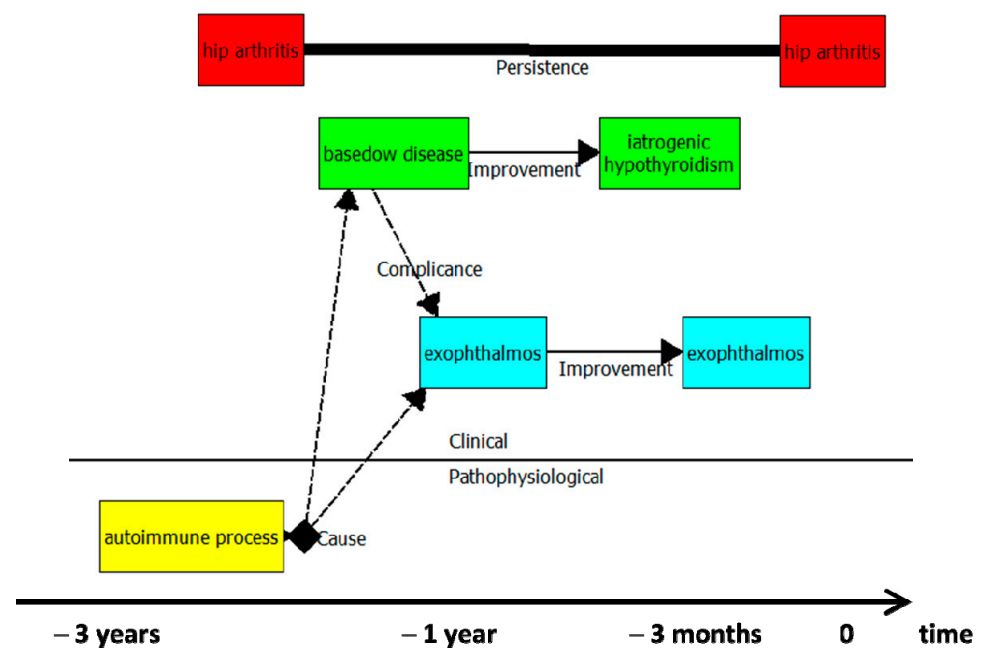 hip arthritis
hip arthritis
Persistence
basedow disease
iatrogenic
hypothyroidism
Improvement
Complicance
exophthalmos
exophthalmos
Improvement
Clinical
Pathophysiological
autoimmune process
Cause
– 3 years
– 1 year
– 3 months
0
time